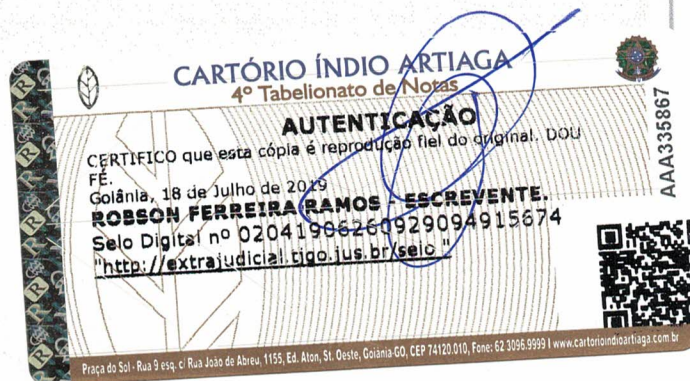 CARTÓRIO ÍNDIO ARTIAGA
4º Tabelionato de Notas
AUTENTICAÇÃO
CERTIFICO que esta cópia é reprodução fiel do original. DOU
FÉ.
Goiânia, 18 de Julho de 2019
ROBSON FERREIRA RAMOS - ESCREVENTE.
Selo Digital nº 02041906260929094915674
"http://extrajudicial.tjgo.jus.br/selo "
AAA335867
Praça do Sol - Rua 9 esq. c/ Rua João de Abreu, 1155, Ed. Aton, St. Oeste, Goiânia-GO, CEP 74120.010, Fone: 62 3096.9999 I www.cartorioindioartiaga.com.br